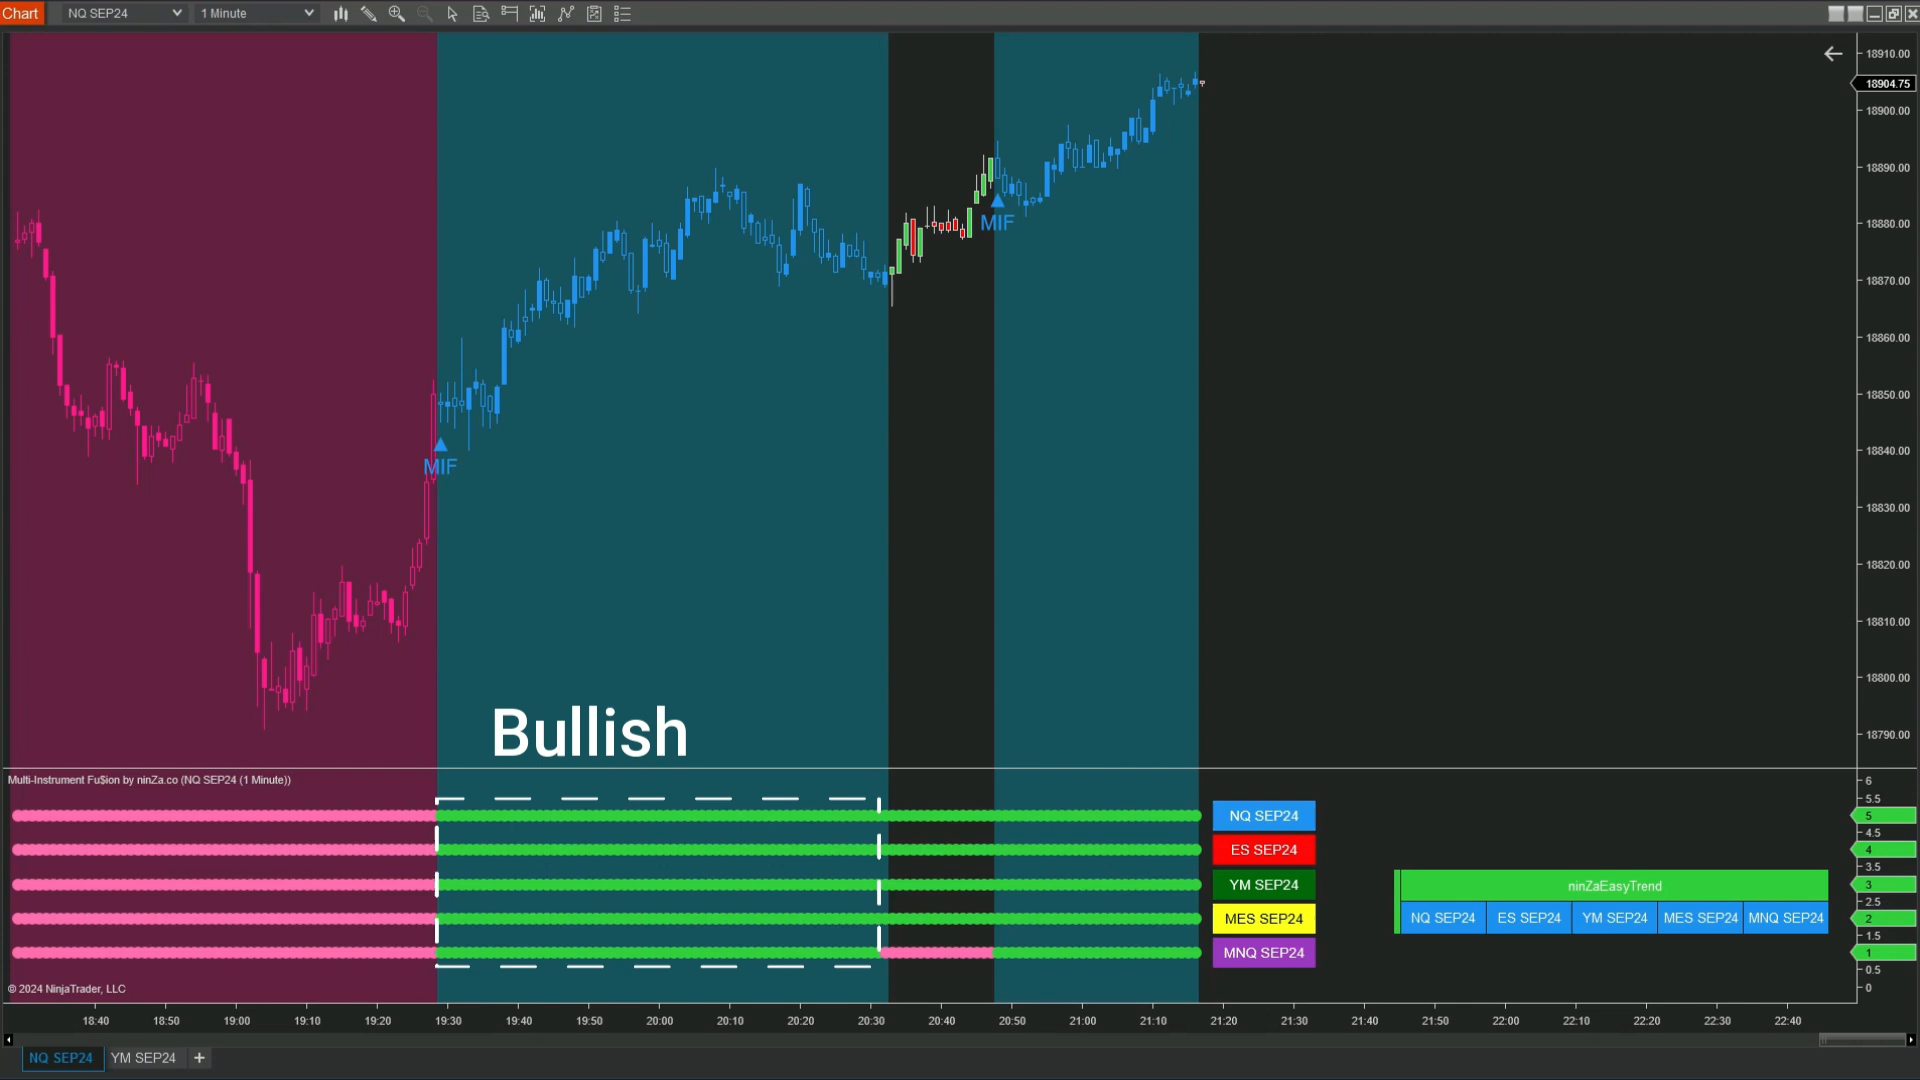 Chart NQ SEP24 1 Minute
18910.00
18904.75
18900.00
18890.00
18880.00
18870.00
18860.00
18850.00
18840.00
18830.00
18820.00
18810.00
18800.00
18790.00
MIF
MIF
Bullish
Multi-Instrument Fu$ion by ninZa.co (NQ SEP24 (1 Minute))
NQ SEP24
ES SEP24
YM SEP24
MES SEP24
MNQ SEP24
ninZaEasyTrend
NQ SEP24 ES SEP24 YM SEP24 MES SEP24 MNQ SEP24
6
5.5
5
4.5
4
3.5
3
2.5
2
1.5
1
0.5
0
© 2024 NinjaTrader, LLC
18:40 18:50 19:00 19:10 19:20 19:30 19:40 19:50 20:00 20:10 20:20 20:30 20:40 20:50 21:00 21:10 21:20 21:30 21:40 21:50 22:00 22:10 22:20 22:30 22:40
NQ SEP24 YM SEP24 +